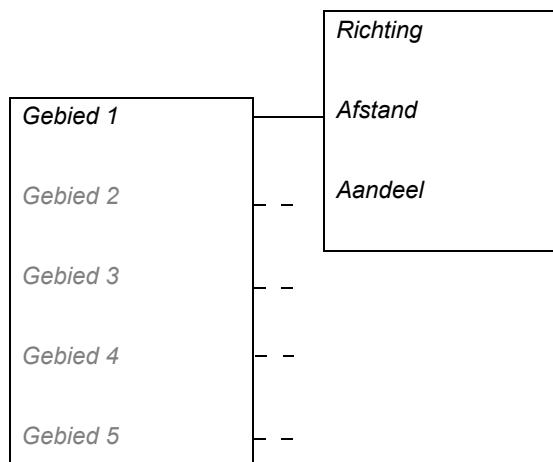 Richting
Afstand
Aandeel
Gebied 1
Gebied 2
Gebied 3
Gebied 4
Gebied 5